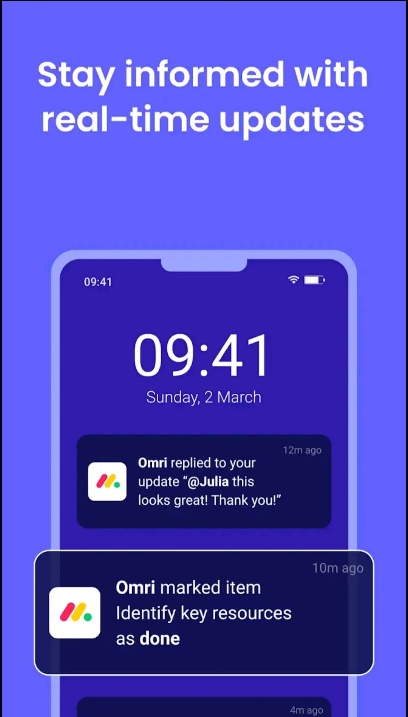 Stay informed with
real-time updates
09:41
09:41
Sunday, 2 March
12m ago
Omri replied to your
update “@Julia this
looks great! Thank you!”
10m ago
Omri marked item
Identify key resources
as done
4m ago